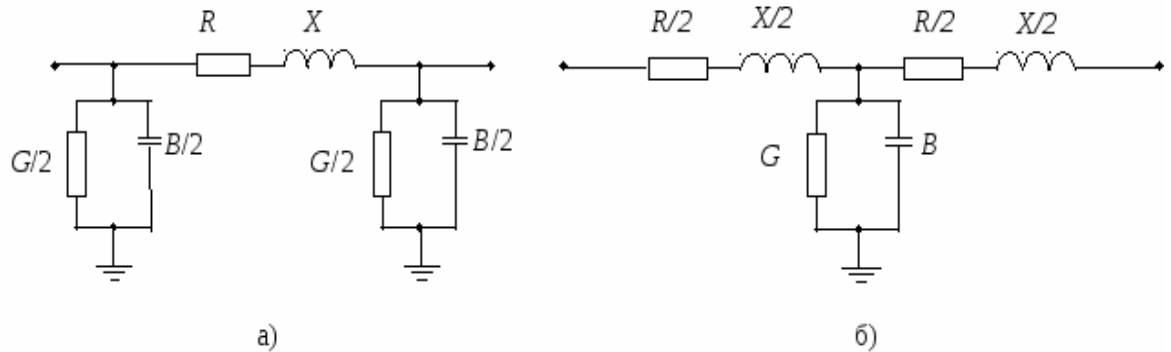 R X
R/2 X/2 R/2 X/2
G/2 B/2 G/2 B/2
G B
а) б)